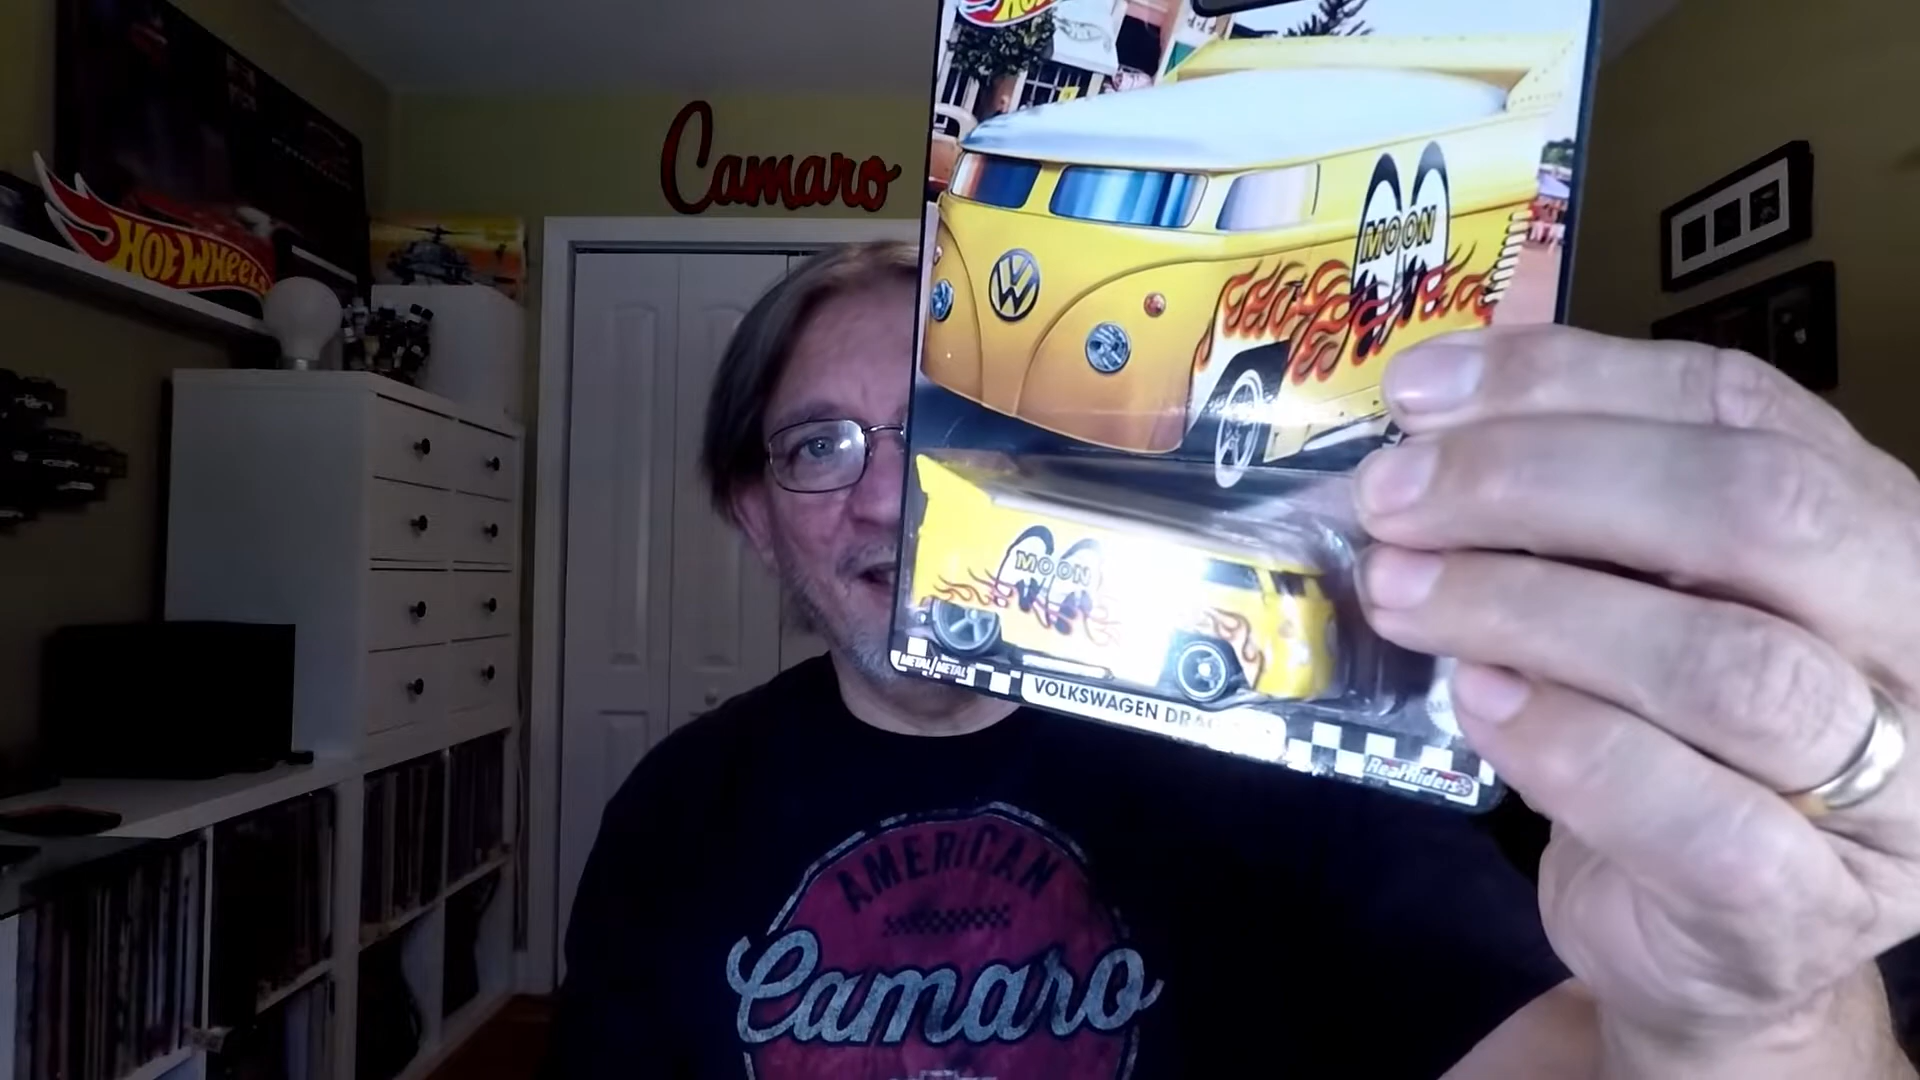 Camaro
HOT WHEELS
MOON
MOON
METAL/METAL
VOLKSWAGEN DRAG
Real Riders
AMERICAN
Camaro